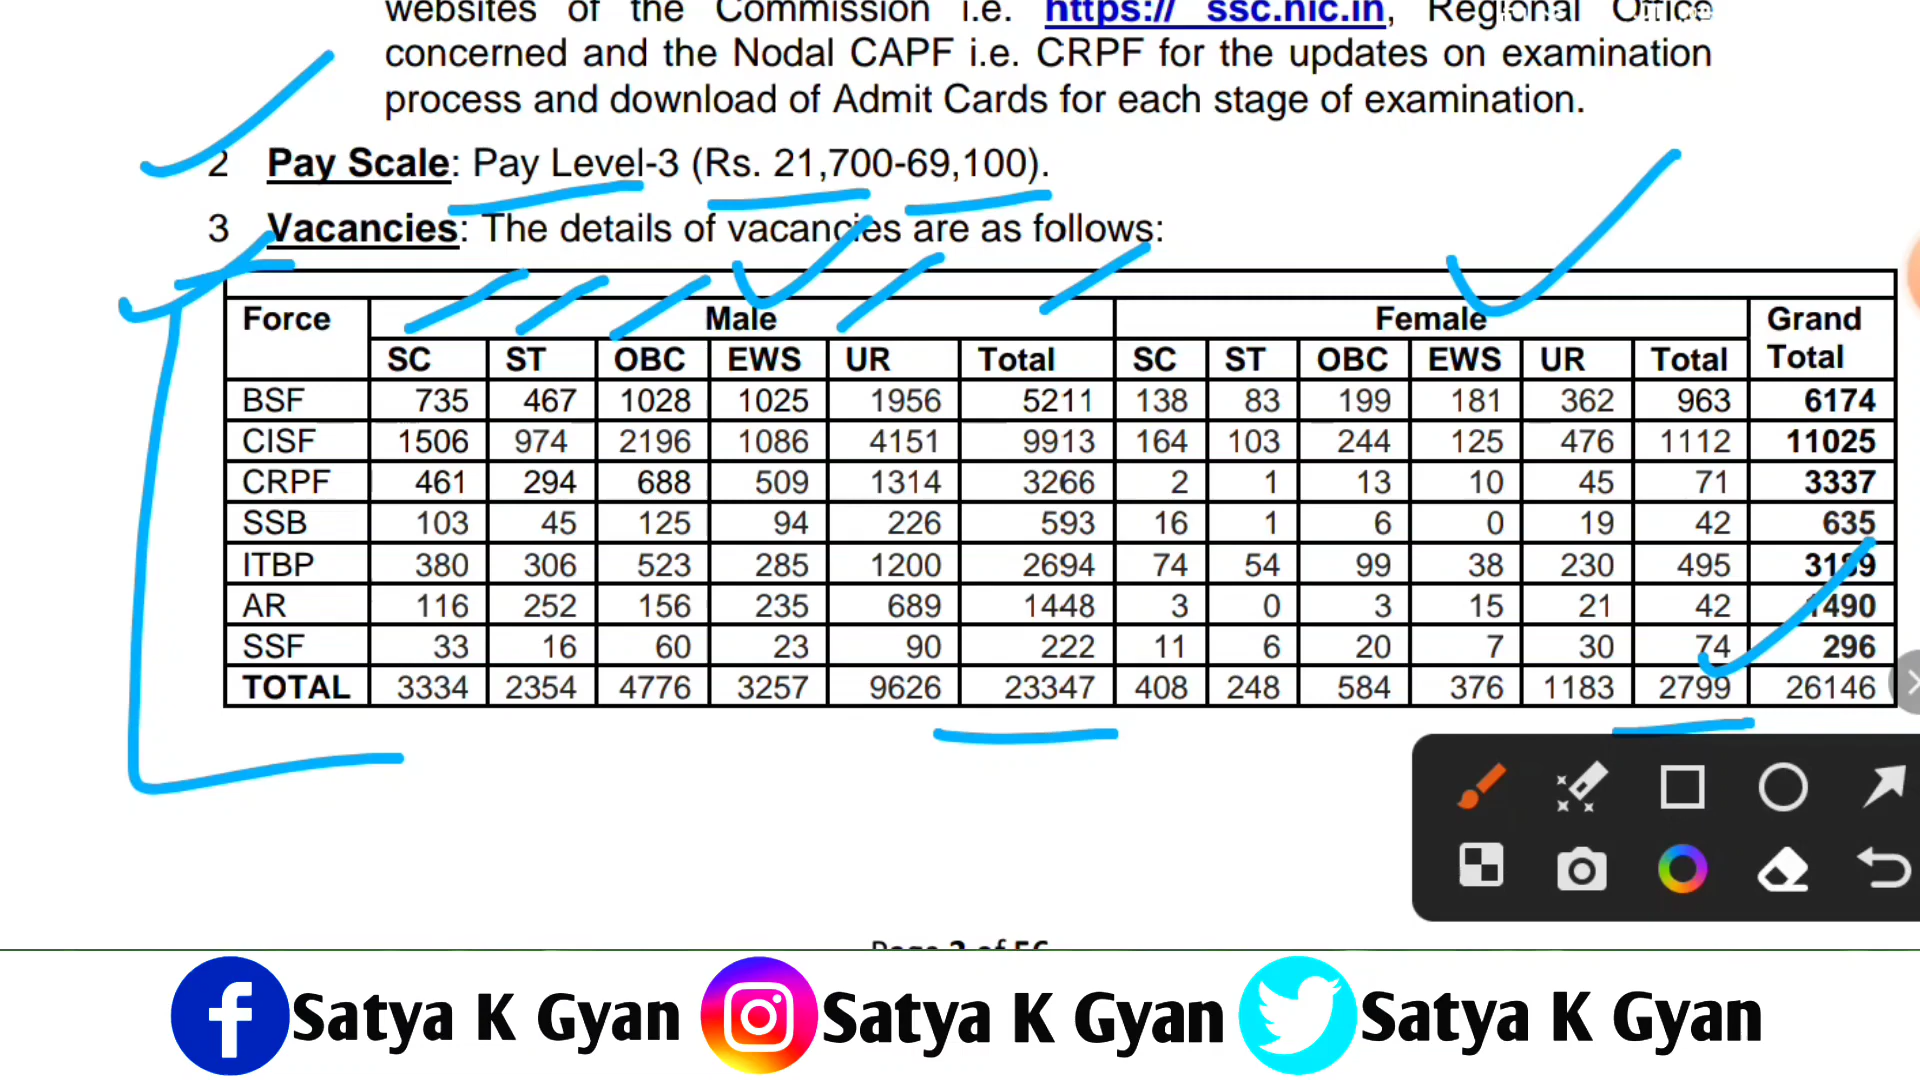 websites of the Commission i.e. https:// ssc.nic.in, Regional Office
concerned and the Nodal CAPF i.e. CRPF for the updates on examination
process and download of Admit Cards for each stage of examination.
2 Pay Scale: Pay Level-3 (Rs. 21,700-69,100).
3 Vacancies: The details of vacancies are as follows:
Force Male Female Grand Total
SC ST OBC EWS UR Total SC ST OBC EWS UR Total
BSF 735 467 1028 1025 1956 5211 138 83 199 181 362 963 6174
CISF 1506 974 2196 1086 4151 9913 164 103 244 125 476 1112 11025
CRPF 461 294 688 509 1314 3266 2 1 13 10 45 71 3337
SSB 103 45 125 94 226 593 16 1 6 0 19 42 635
ITBP 380 306 523 285 1200 2694 74 54 99 38 230 495 3189
AR 116 252 156 235 689 1448 3 0 3 15 21 42 1490
SSF 33 16 60 23 90 222 11 6 20 7 30 74 296
TOTAL 3334 2354 4776 3257 9626 23347 408 248 584 376 1183 2799 26146
Satya K Gyan Satya K Gyan Satya K Gyan